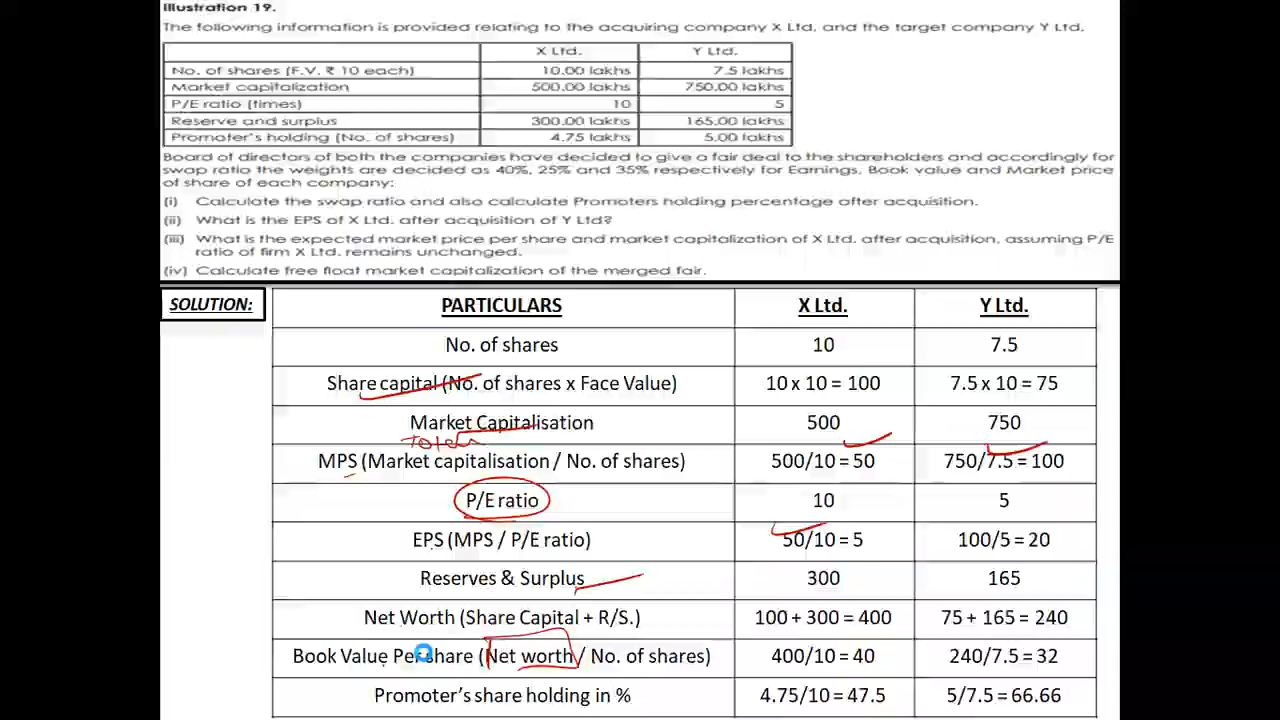 Illustration 19.
The following information is provided relating to the acquiring company X Ltd. and the target company Y Ltd.
X Ltd. Y Ltd.
No. of shares (F.V. ₹ 10 each) 10.00 lakhs 7.5 lakhs
Market capitalization 500.00 lakhs 750.00 lakhs
P/E ratio (times) 10 5
Reserve and surplus 300.00 lakhs 165.00 lakhs
Promoter's holding (No. of shares) 4.75 lakhs 5.00 lakhs
Board of directors of both the companies have decided to give a fair deal to the shareholders and accordingly for
swap ratio the weights are decided as 40%, 25% and 35% respectively for Earnings, Book value and Market price
of share of each company:
(i) Calculate the swap ratio and also calculate Promoters holding percentage after acquisition.
(ii) What is the EPS of X Ltd. after acquisition of Y Ltd?
(iii) What is the expected market price per share and market capitalization of X Ltd. after acquisition, assuming P/E
ratio of firm X Ltd. remains unchanged.
(iv) Calculate free float market capitalization of the merged fair.
SOLUTION: PARTICULARS X Ltd. Y Ltd.
No. of shares 10 7.5
Share capital (No. of shares x Face Value) 10 x 10 = 100 7.5 x 10 = 75
Market Capitalisation 500 750
Total
MPS (Market capitalisation / No. of shares) 500/10 = 50 750/7.5 = 100
P/E ratio 10 5
EPS (MPS / P/E ratio) 50/10 = 5 100/5 = 20
Reserves & Surplus 300 165
Net Worth (Share Capital + R/S.) 100 + 300 = 400 75 + 165 = 240
Book Value Per share (Net worth / No. of shares) 400/10 = 40 240/7.5 = 32
Promoter's share holding in % 4.75/10 = 47.5 5/7.5 = 66.66